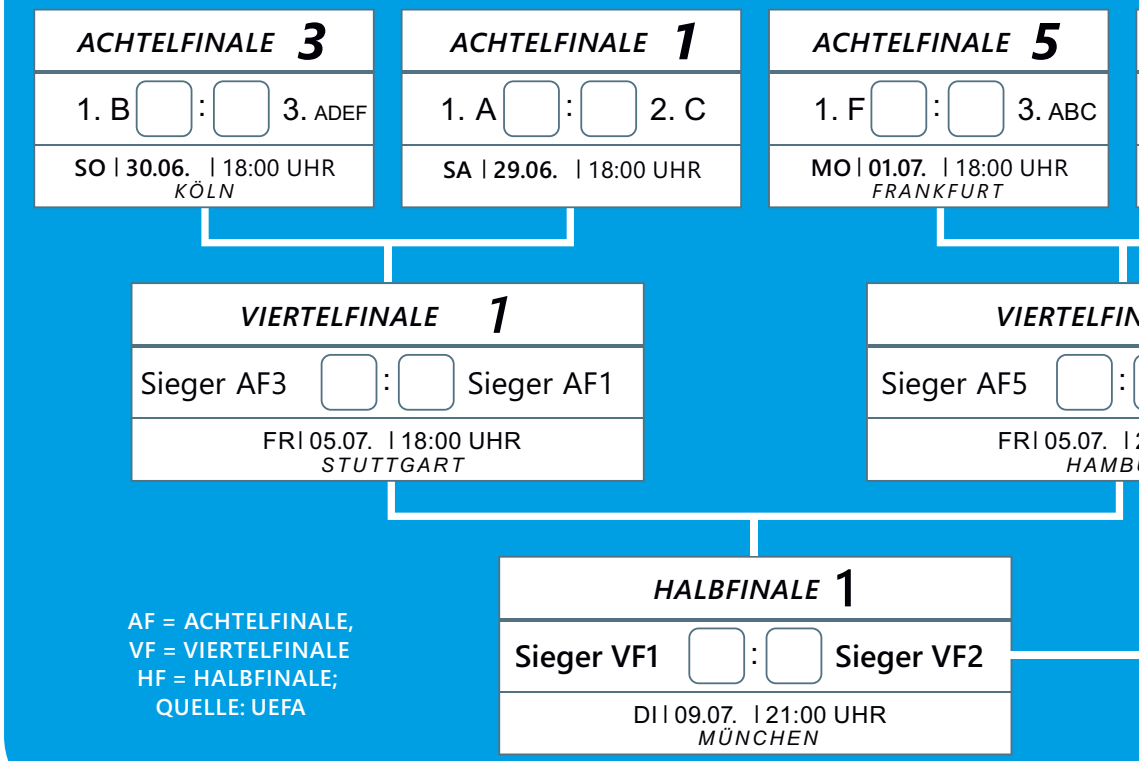 ACHTELFINALE 3
1. B : 3. ADEF
SO | 30.06. | 18:00 UHR
KÖLN
ACHTELFINALE 1
1. A : 2. C
SA | 29.06. | 18:00 UHR
ACHTELFINALE 5
1. F : 3. ABC
MO | 01.07. | 18:00 UHR
FRANKFURT
VIERTELFINALE 1
Sieger AF3 : Sieger AF1
FR | 05.07. | 18:00 UHR
STUTTGART
Sieger AF5 :
FR | 05.07. |
HALBFINALE 1
Sieger VF1 : Sieger VF2
DI | 09.07. | 21:00 UHR
MÜNCHEN
AF = ACHTELFINALE,
VF = VIERTELFINALE
HF = HALBFINALE;
QUELLE: UEFA